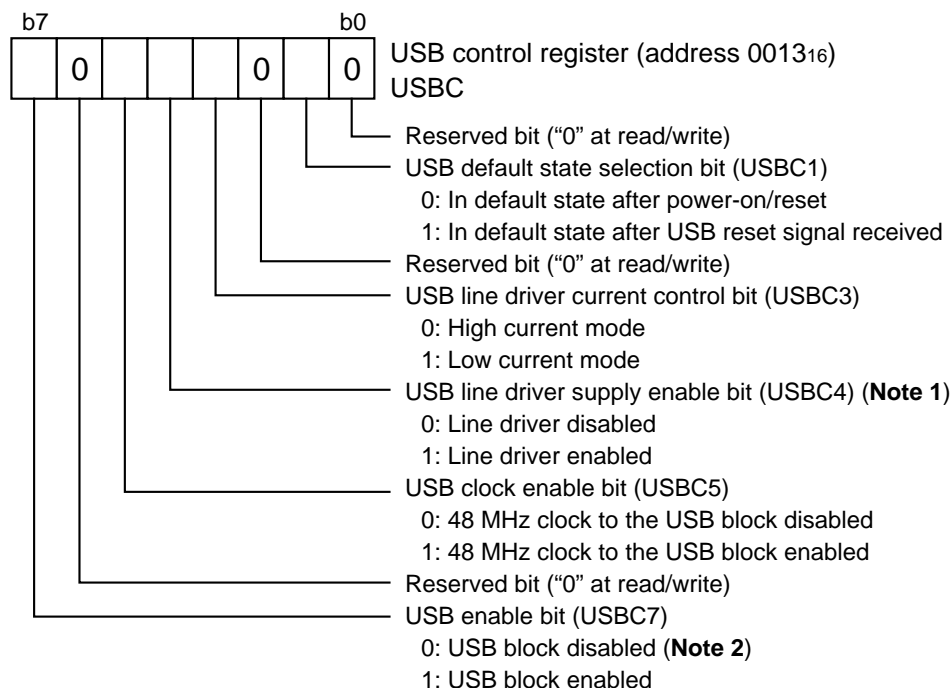 b7 b0
0 0 0
USB control register (address 0013₁₆)
USBC
Reserved bit (“0” at read/write)
USB default state selection bit (USBC1)
0: In default state after power-on/reset
1: In default state after USB reset signal received
Reserved bit (“0” at read/write)
USB line driver current control bit (USBC3)
0: High current mode
1: Low current mode
USB line driver supply enable bit (USBC4) (Note 1)
0: Line driver disabled
1: Line driver enabled
USB clock enable bit (USBC5)
0: 48 MHz clock to the USB block disabled
1: 48 MHz clock to the USB block enabled
Reserved bit (“0” at read/write)
USB enable bit (USBC7)
0: USB block disabled (Note 2)
1: USB block enabled